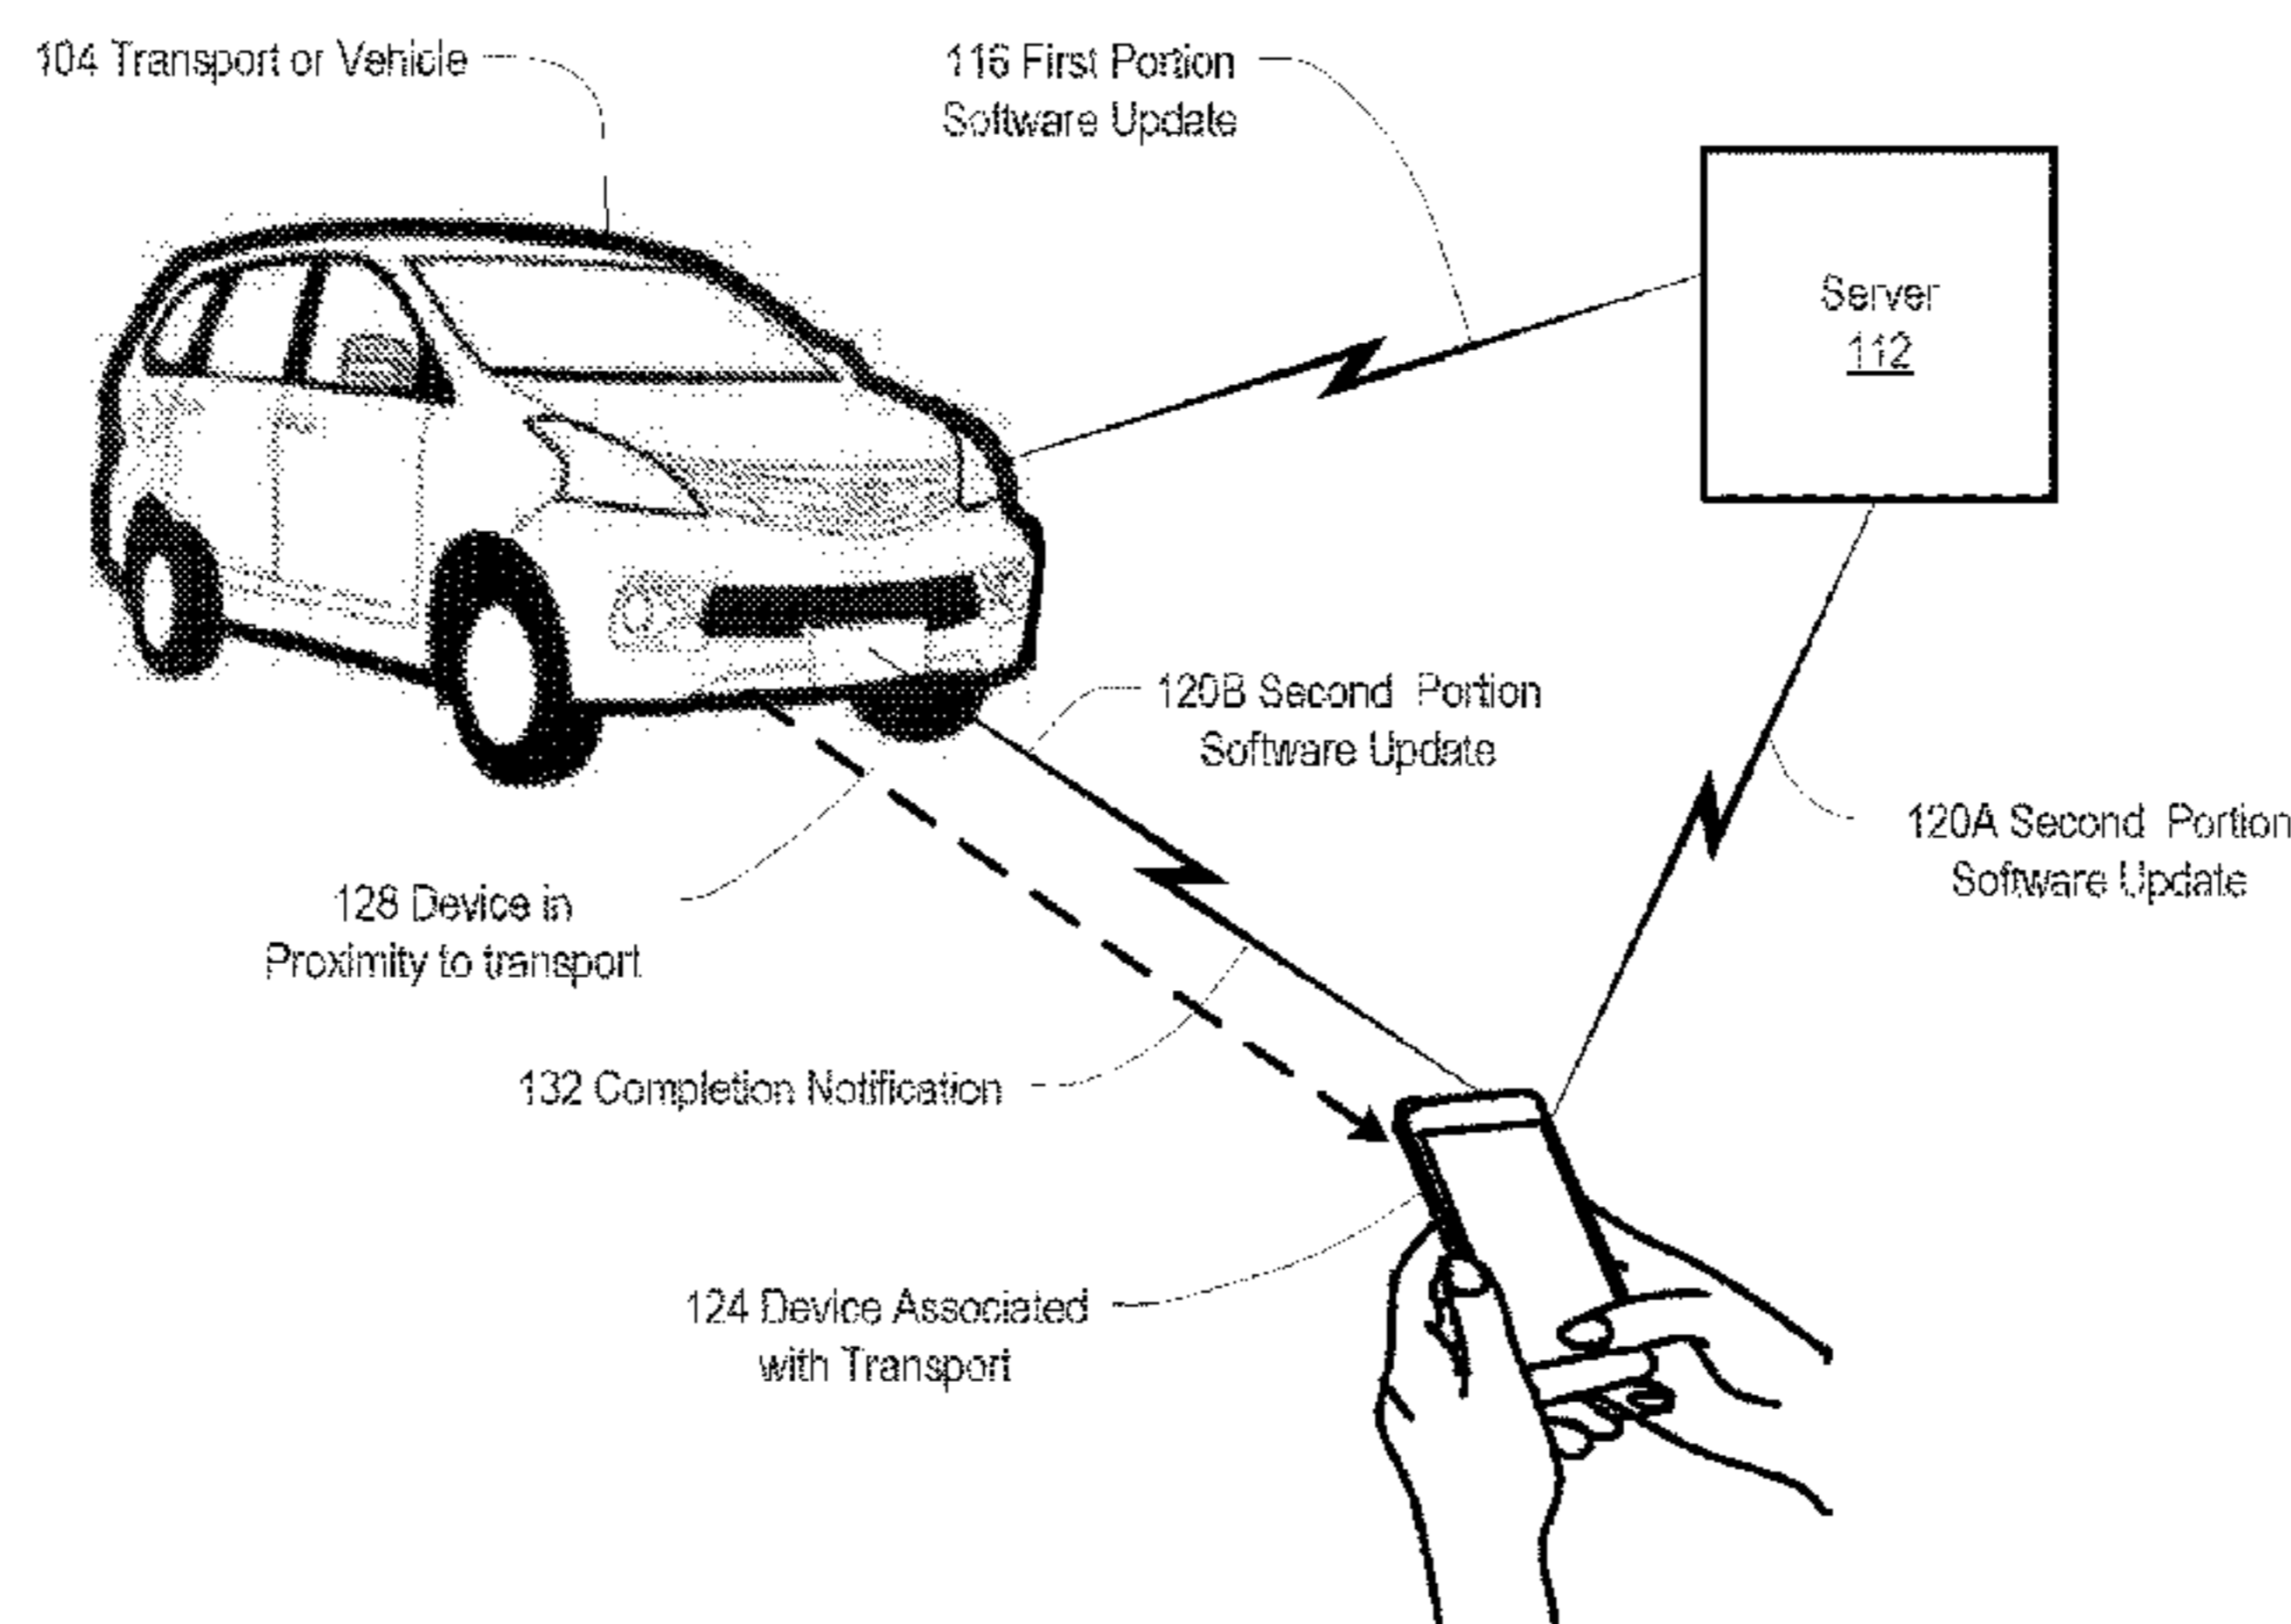 104 Transport or Vehicle
116 First Portion
Software Update
Server
112
120B Second Portion
Software Update
120A Second Portion
Software Update
128 Device in
Proximity to transport
132 Completion Notification
124 Device Associated
with Transport